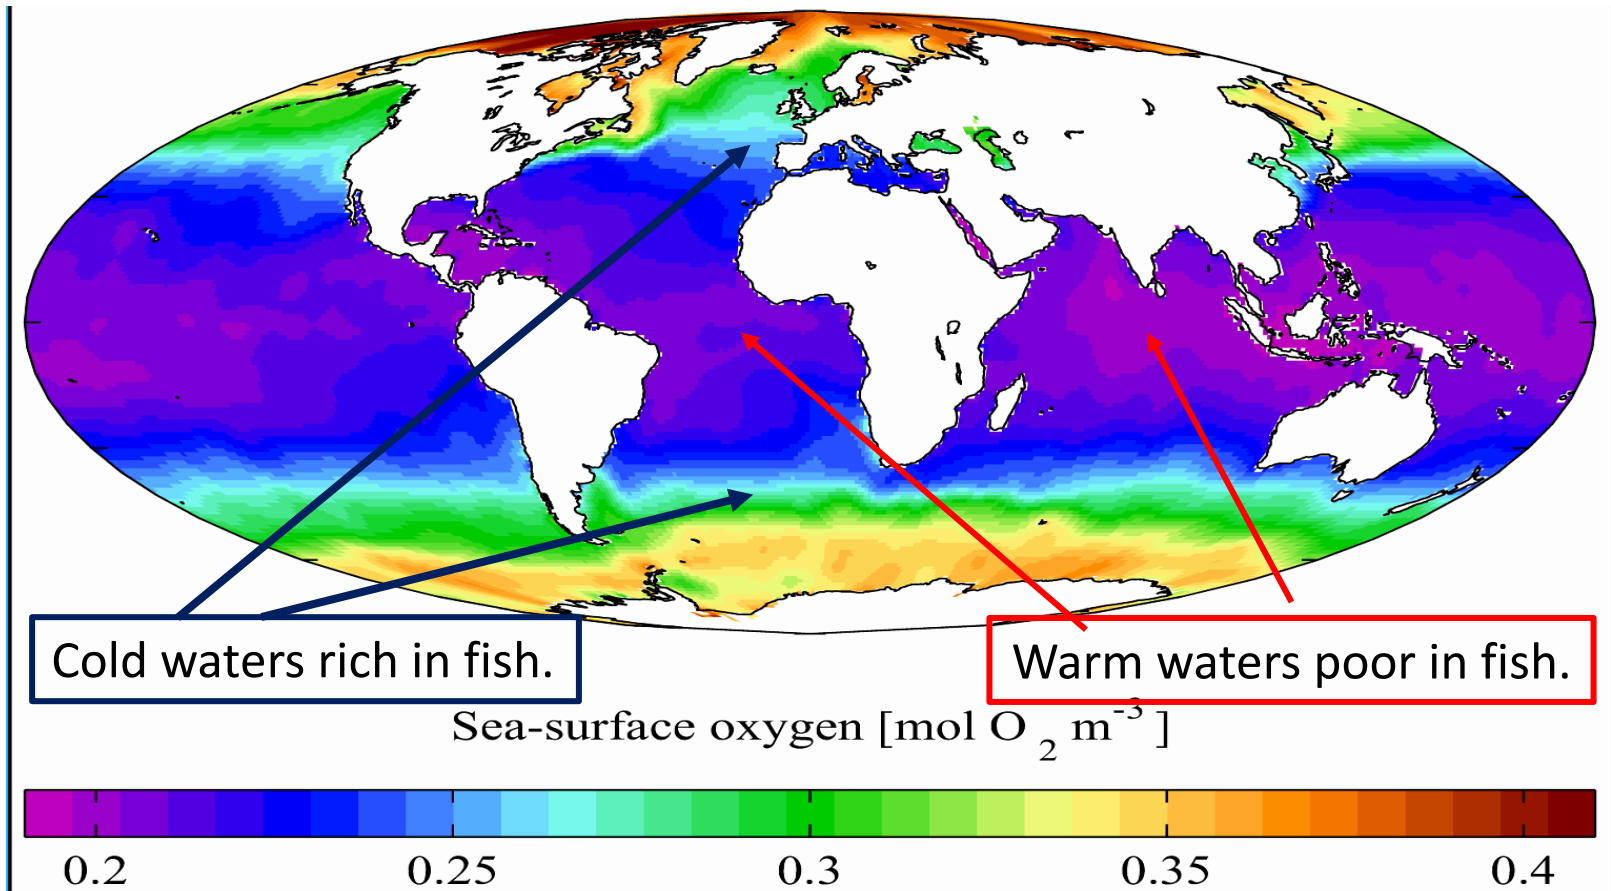 Cold waters rich in fish.
Warm waters poor in fish.
Sea-surface oxygen [mol O₂ m⁻³]
0.2 0.25 0.3 0.35 0.4